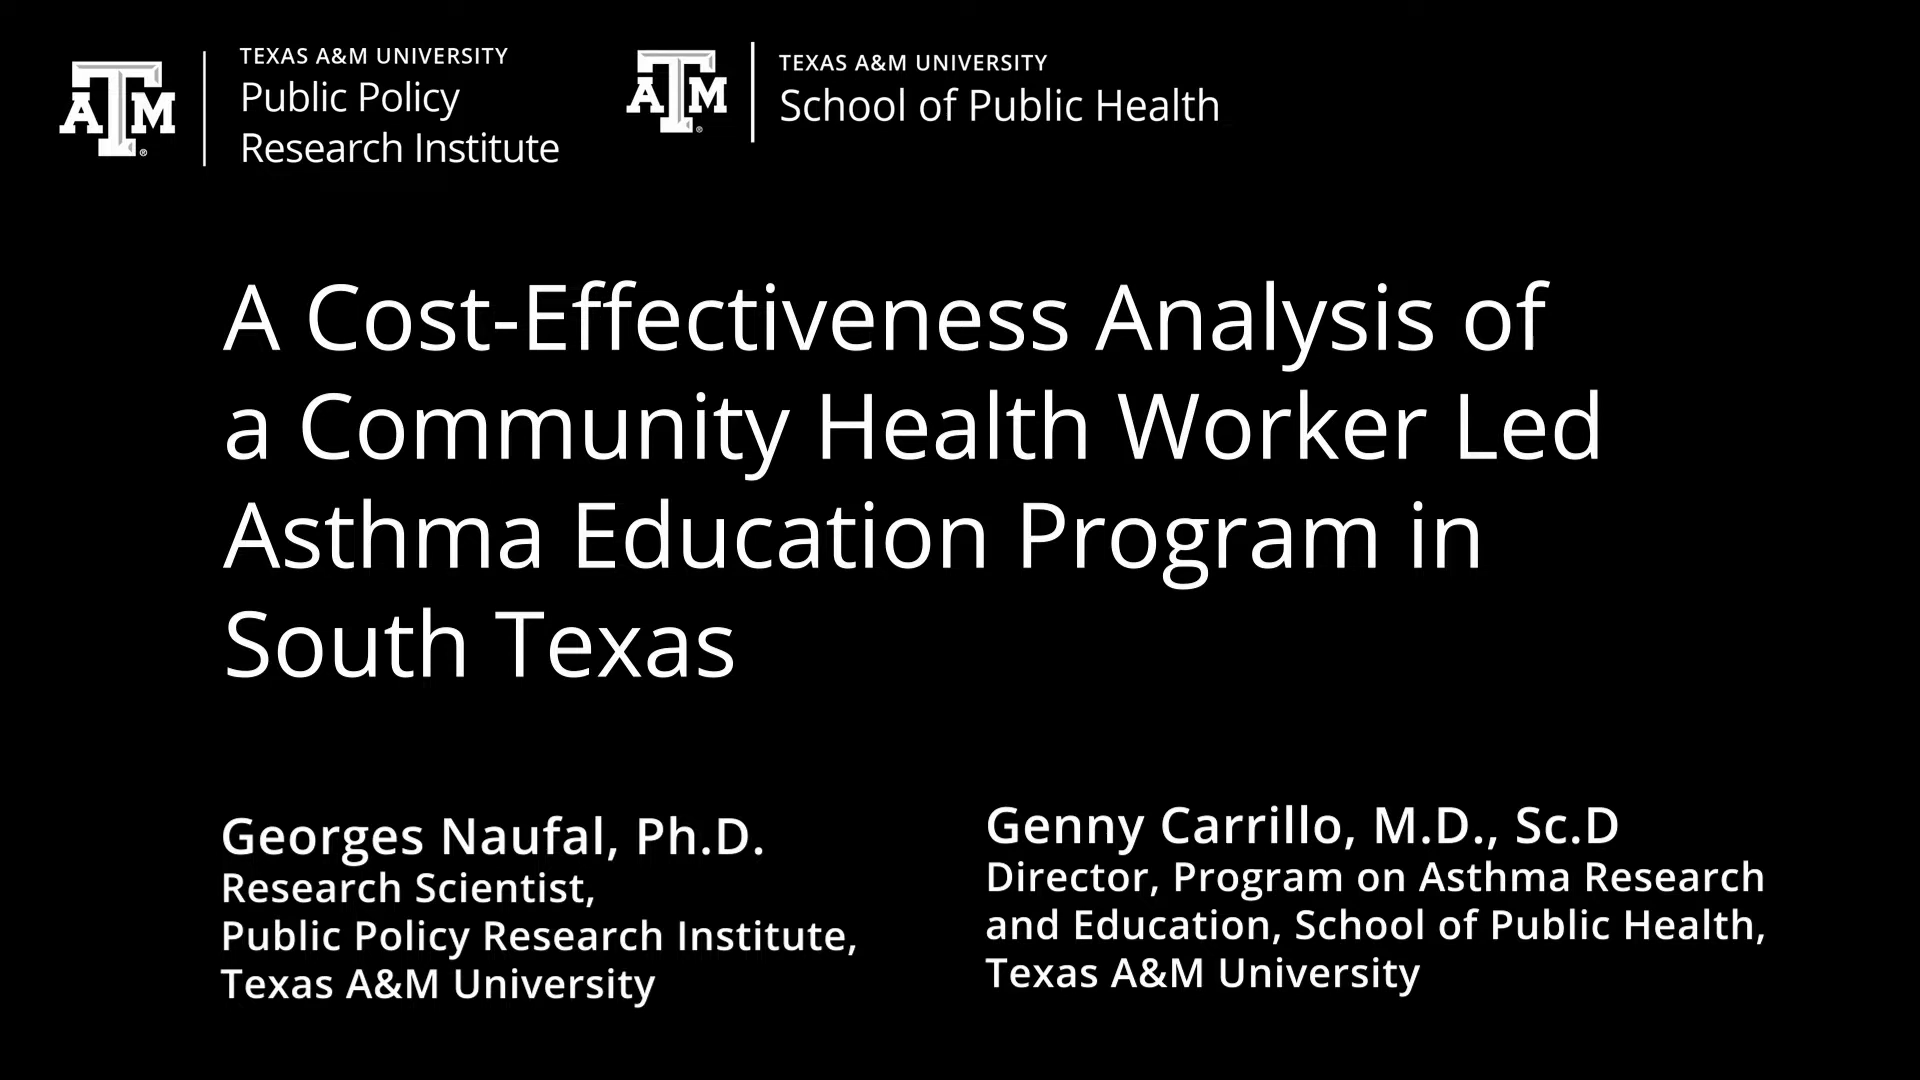 ATM
TEXAS A&M UNIVERSITY
Public Policy
Research Institute
ATM
TEXAS A&M UNIVERSITY
School of Public Health
A Cost-Effectiveness Analysis of
a Community Health Worker Led
Asthma Education Program in
South Texas
Georges Naufal, Ph.D.
Research Scientist,
Public Policy Research Institute,
Texas A&M University
Genny Carrillo, M.D., Sc.D
Director, Program on Asthma Research
and Education, School of Public Health,
Texas A&M University